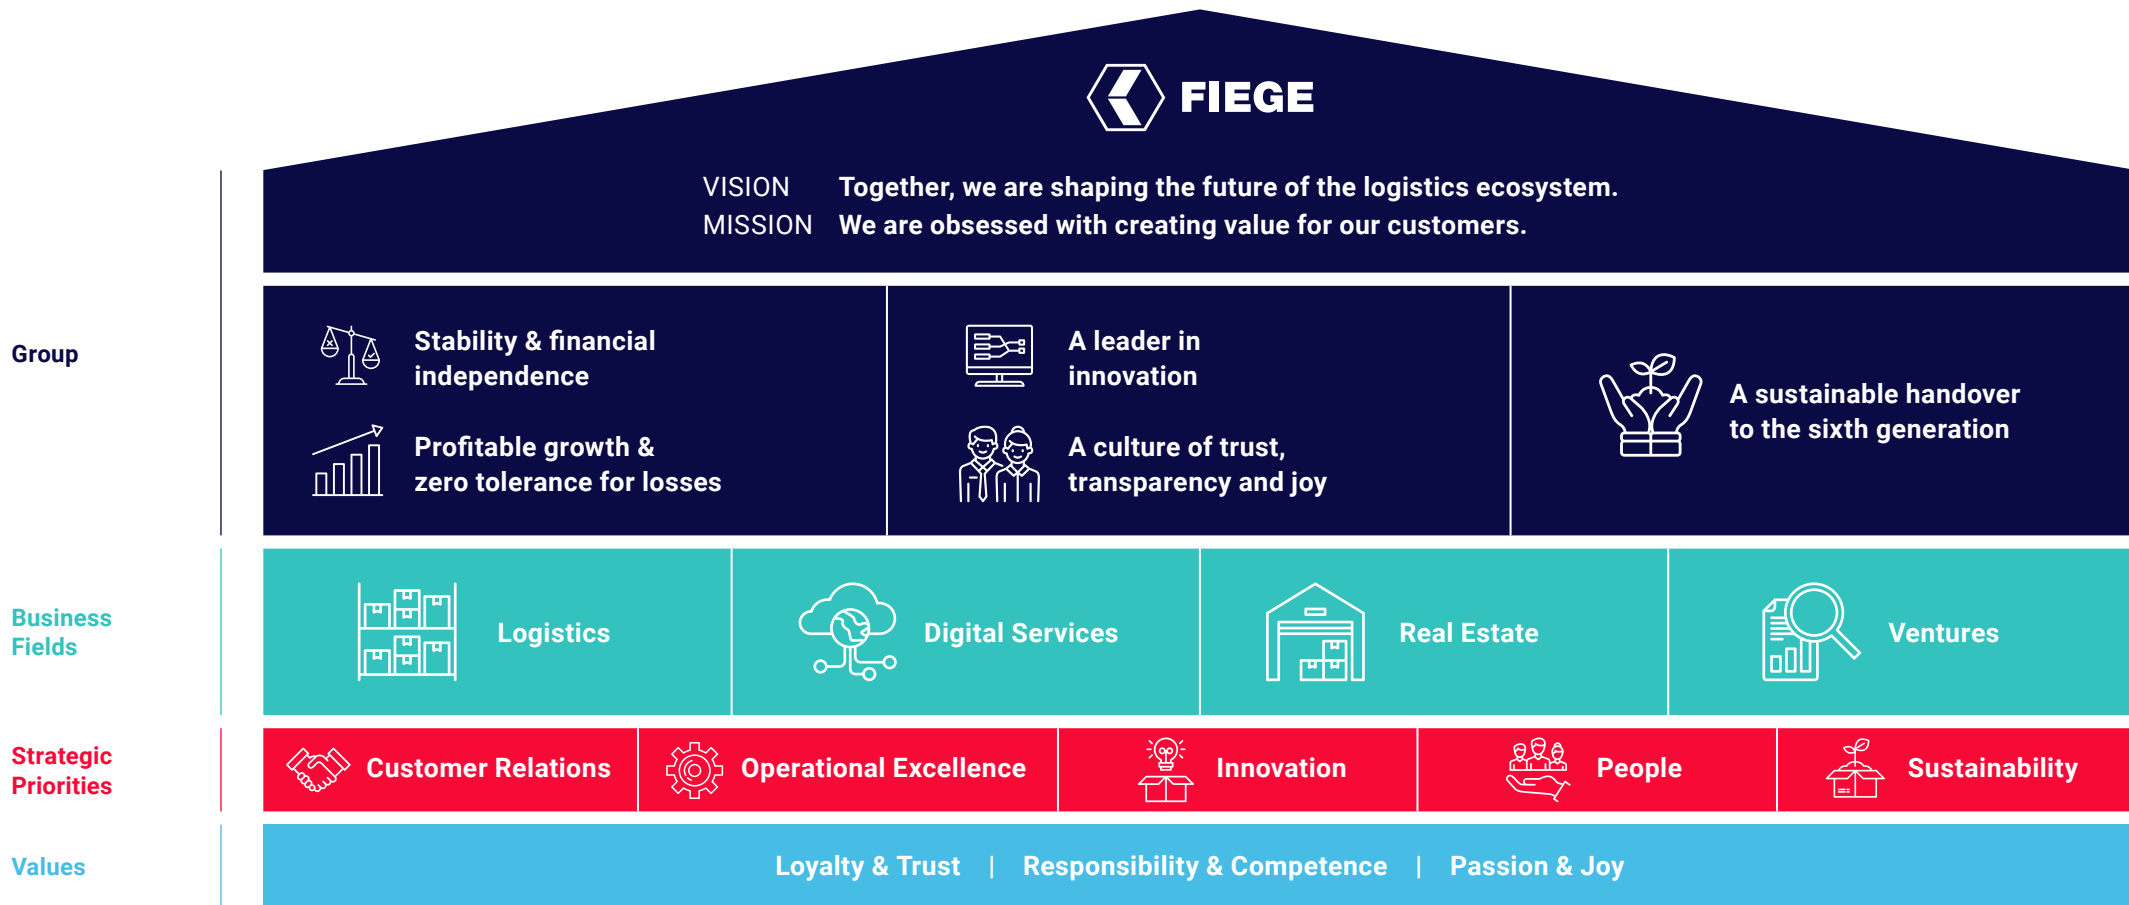 FIEGE
VISION Together, we are shaping the future of the logistics ecosystem.
MISSION We are obsessed with creating value for our customers.
Group
Stability & financial
independence
Profitable growth &
zero tolerance for losses
A leader in
innovation
A culture of trust,
transparency and joy
A sustainable handover
to the sixth generation
Business
Fields
Logistics
Digital Services
Real Estate
Ventures
Strategic
Priorities
Customer Relations
Operational Excellence
Innovation
People
Sustainability
Values
Loyalty & Trust | Responsibility & Competence | Passion & Joy